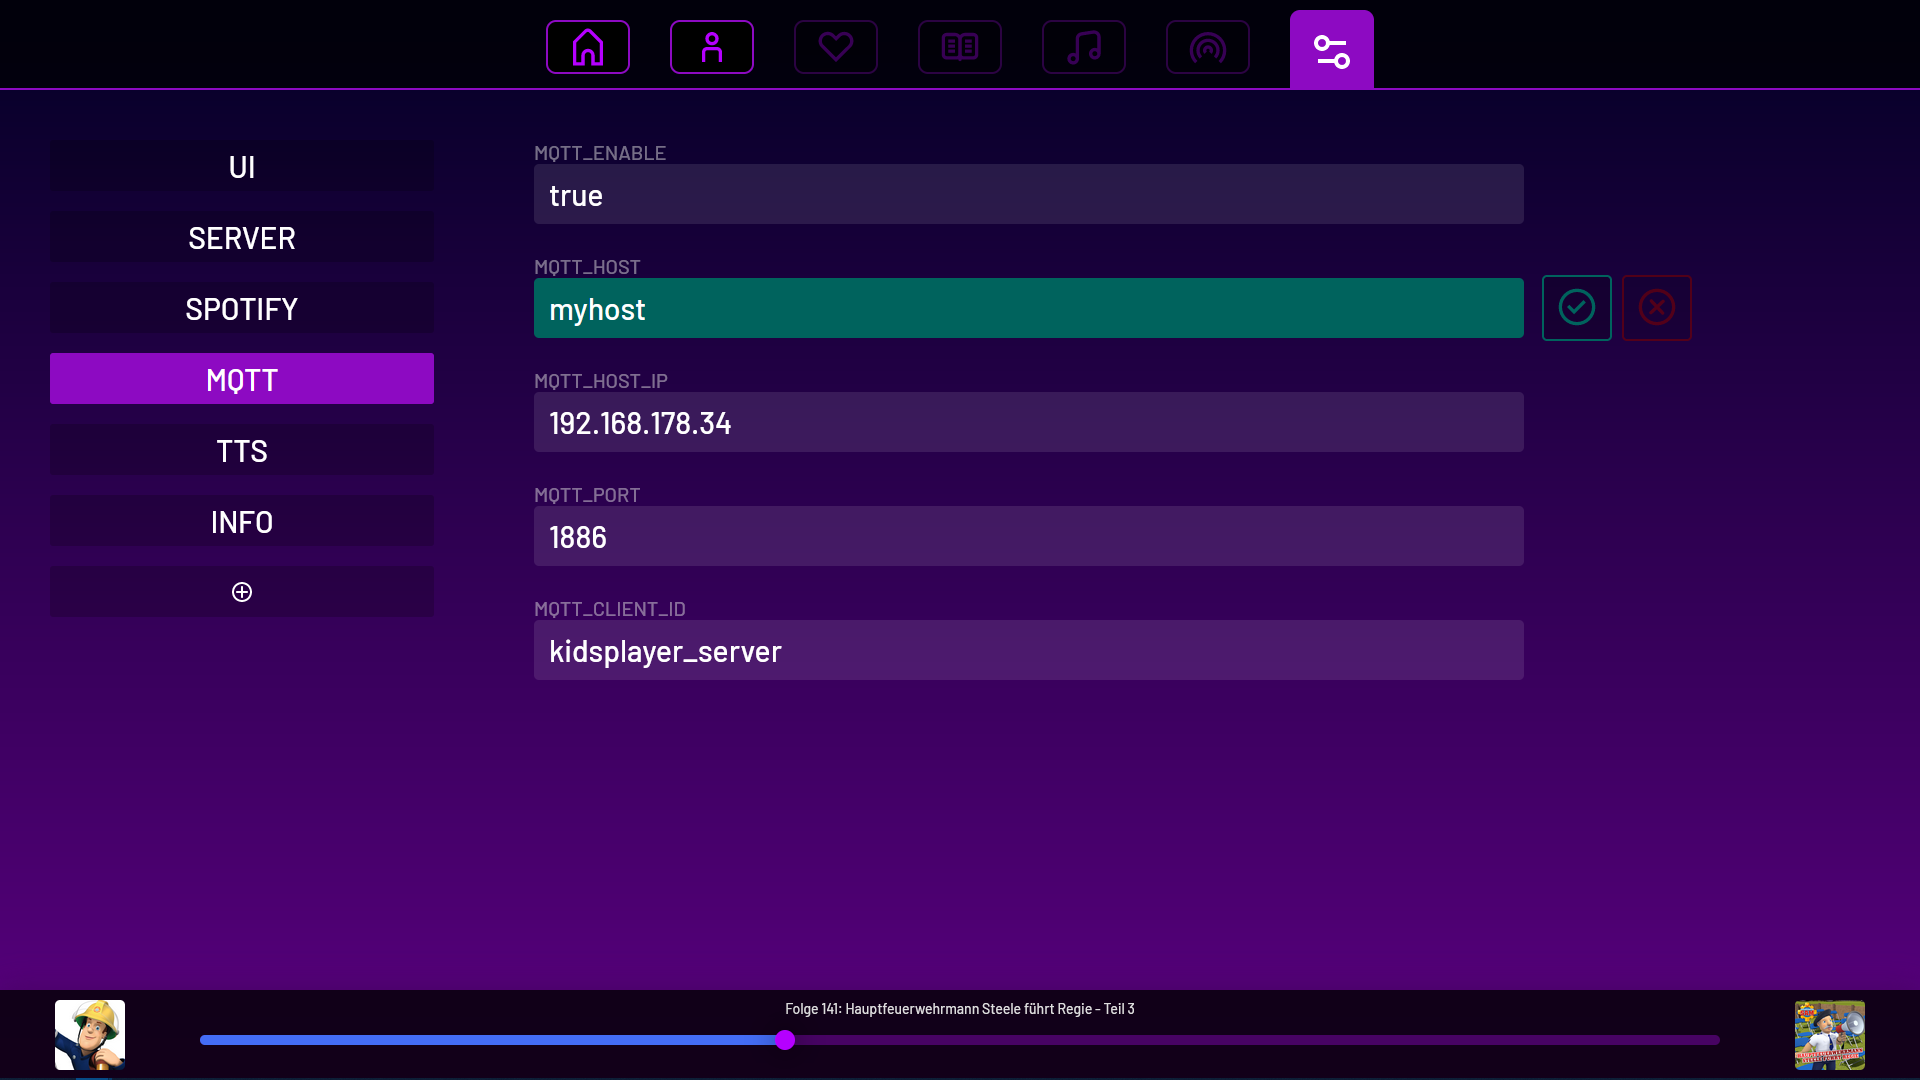 UI
SERVER
SPOTIFY
MQTT
TTS
INFO
MQTT_ENABLE
true
MQTT_HOST
myhost
MQTT_HOST_IP
192.168.178.34
MQTT_PORT
1886
MQTT_CLIENT_ID
kidsplayer_server
Folge 141: Hauptfeuerwehrmann Steele führt Regie - Teil 3